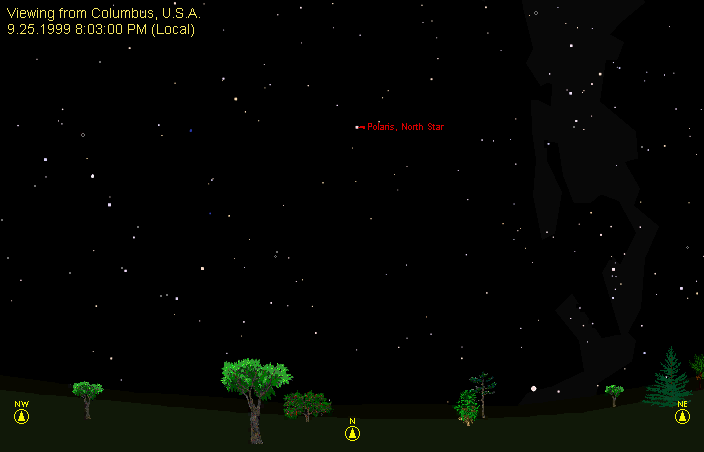 Viewing from Columbus, U.S.A.
9.25.1999 8:03:00 PM (Local)
Polaris, North Star
NW
N
NE